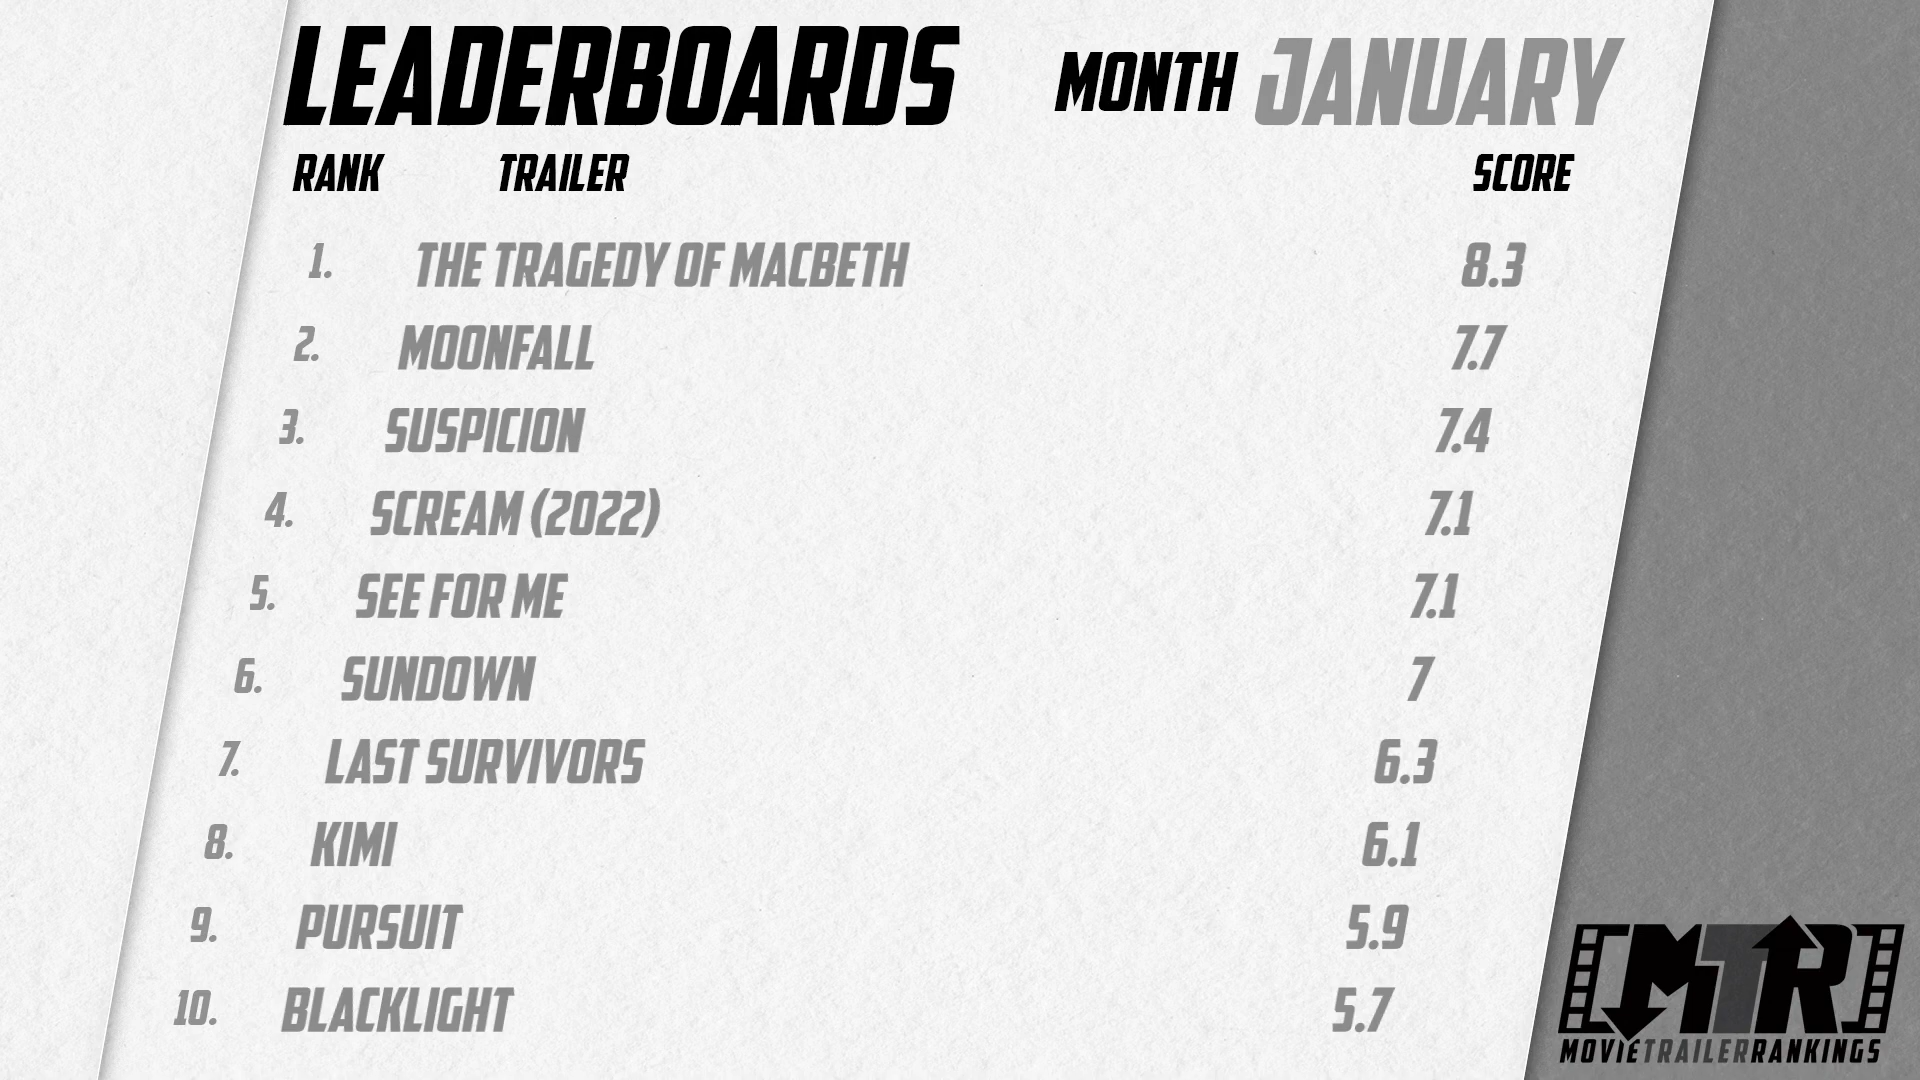 LEADERBOARDS MONTH JANUARY
RANK TRAILER SCORE
1. THE TRAGEDY OF MACBETH 8.3
2. MOONFALL 7.7
3. SUSPICION 7.4
4. SCREAM (2022) 7.1
5. SEE FOR ME 7.1
6. SUNDOWN 7
7. LAST SURVIVORS 6.3
8. KIMI 6.1
9. PURSUIT 5.9
10. BLACKLIGHT 5.7
MTR
MOVIETRAILERRANKINGS